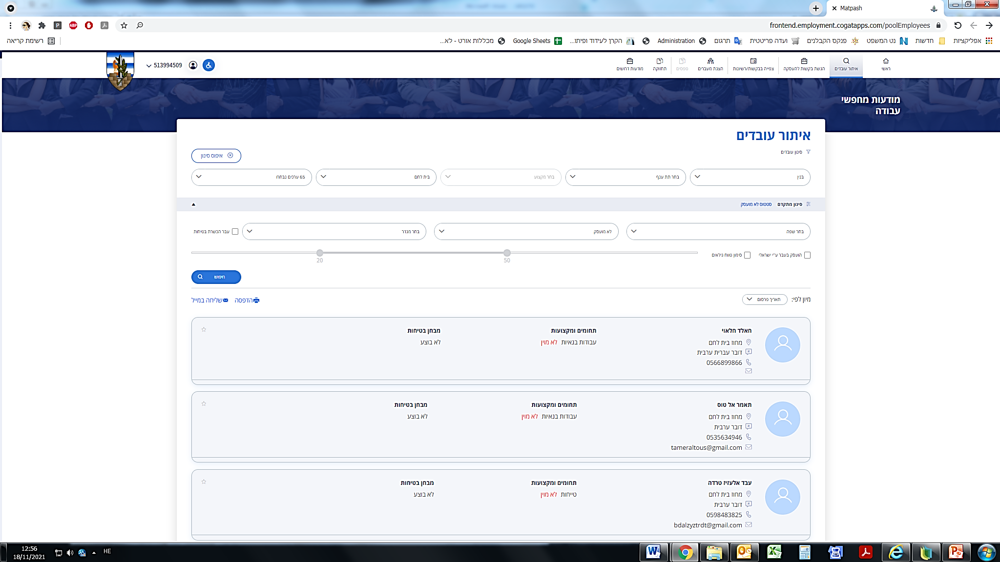 Matpash
frontend.employment.cogatapps.com/poolEmployees
אפליקציות
חדשות
נט המשפט
פנקס הקבלנים
ועדה פריטטית
תרגום
Administration
הקרן לעידוד ופיתו...
Google Sheets
מכללות אורט - לא...
רשימת קריאה
ראשי
איתור עובדים
הגשת בקשות להעסקה
צפייה בבקשות/רשיונות
הצגת מעברים
טפסים
תחזוקה
מודעות דרושים
513994509
מודעות מחפשי
עבודה
איתור עובדים
סינון עובדים
איפוס סינון
בנין
בחר תת ענף
בחר מקצוע
בית לחם
65 ערכים נבחרו
סינון מתקדם סטטוס לא מועסק
בחר שפה
לא מועסק
בחר מגדר
עבר הכשרת בטיחות
הועסק בעבר ע"י ישראלי
סימון טווח גילאים
50
20
חיפוש
מיון לפי: תאריך פרסום
הדפסה
שליחה במייל
חאלד חלאוי
מחוז בית לחם
דובר עברית ערבית
0566899866
תחומים ומקצועות
עבודות בנאיות לא מוין
מבחן בטיחות
לא בוצע
תאמר אל טוס
מחוז בית לחם
דובר ערבית
0535634946
tameraltous@gmail.com
תחומים ומקצועות
עבודות בנאיות לא מוין
מבחן בטיחות
לא בוצע
עבד אלעזיז טרדה
מחוז בית לחם
דובר ערבית
0598483825
bdalzyztrdt@gmail.com
תחומים ומקצועות
טייחות לא מוין
מבחן בטיחות
לא בוצע
12:56
18/11/2021
HE